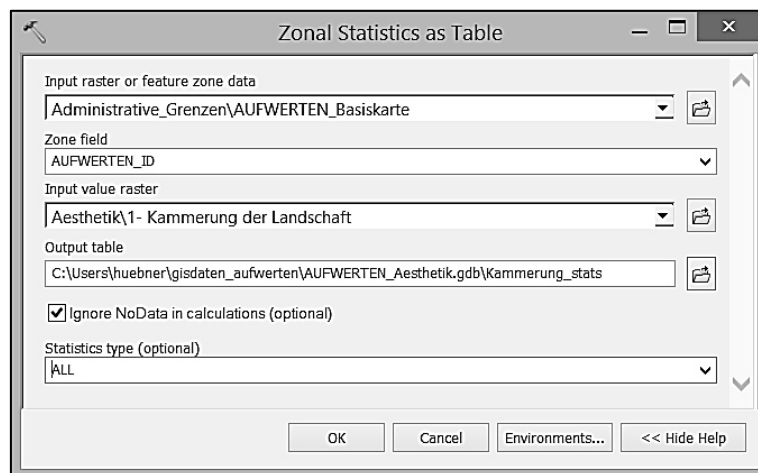 Zonal Statistics as Table
Input raster or feature zone data
Administrative_Grenzen\AUFWERTEN_Basiskarte
Zone field
AUFWERTEN_ID
Input value raster
Aesthetik\1- Kammerung der Landschaft
Output table
C:\Users\huebner\gisdaten_aufwerten\AUFWERTEN_Aesthetik.gdb\Kammerung_stats
Ignore NoData in calculations (optional)
Statistics type (optional)
ALL
OK Cancel Environments... << Hide Help